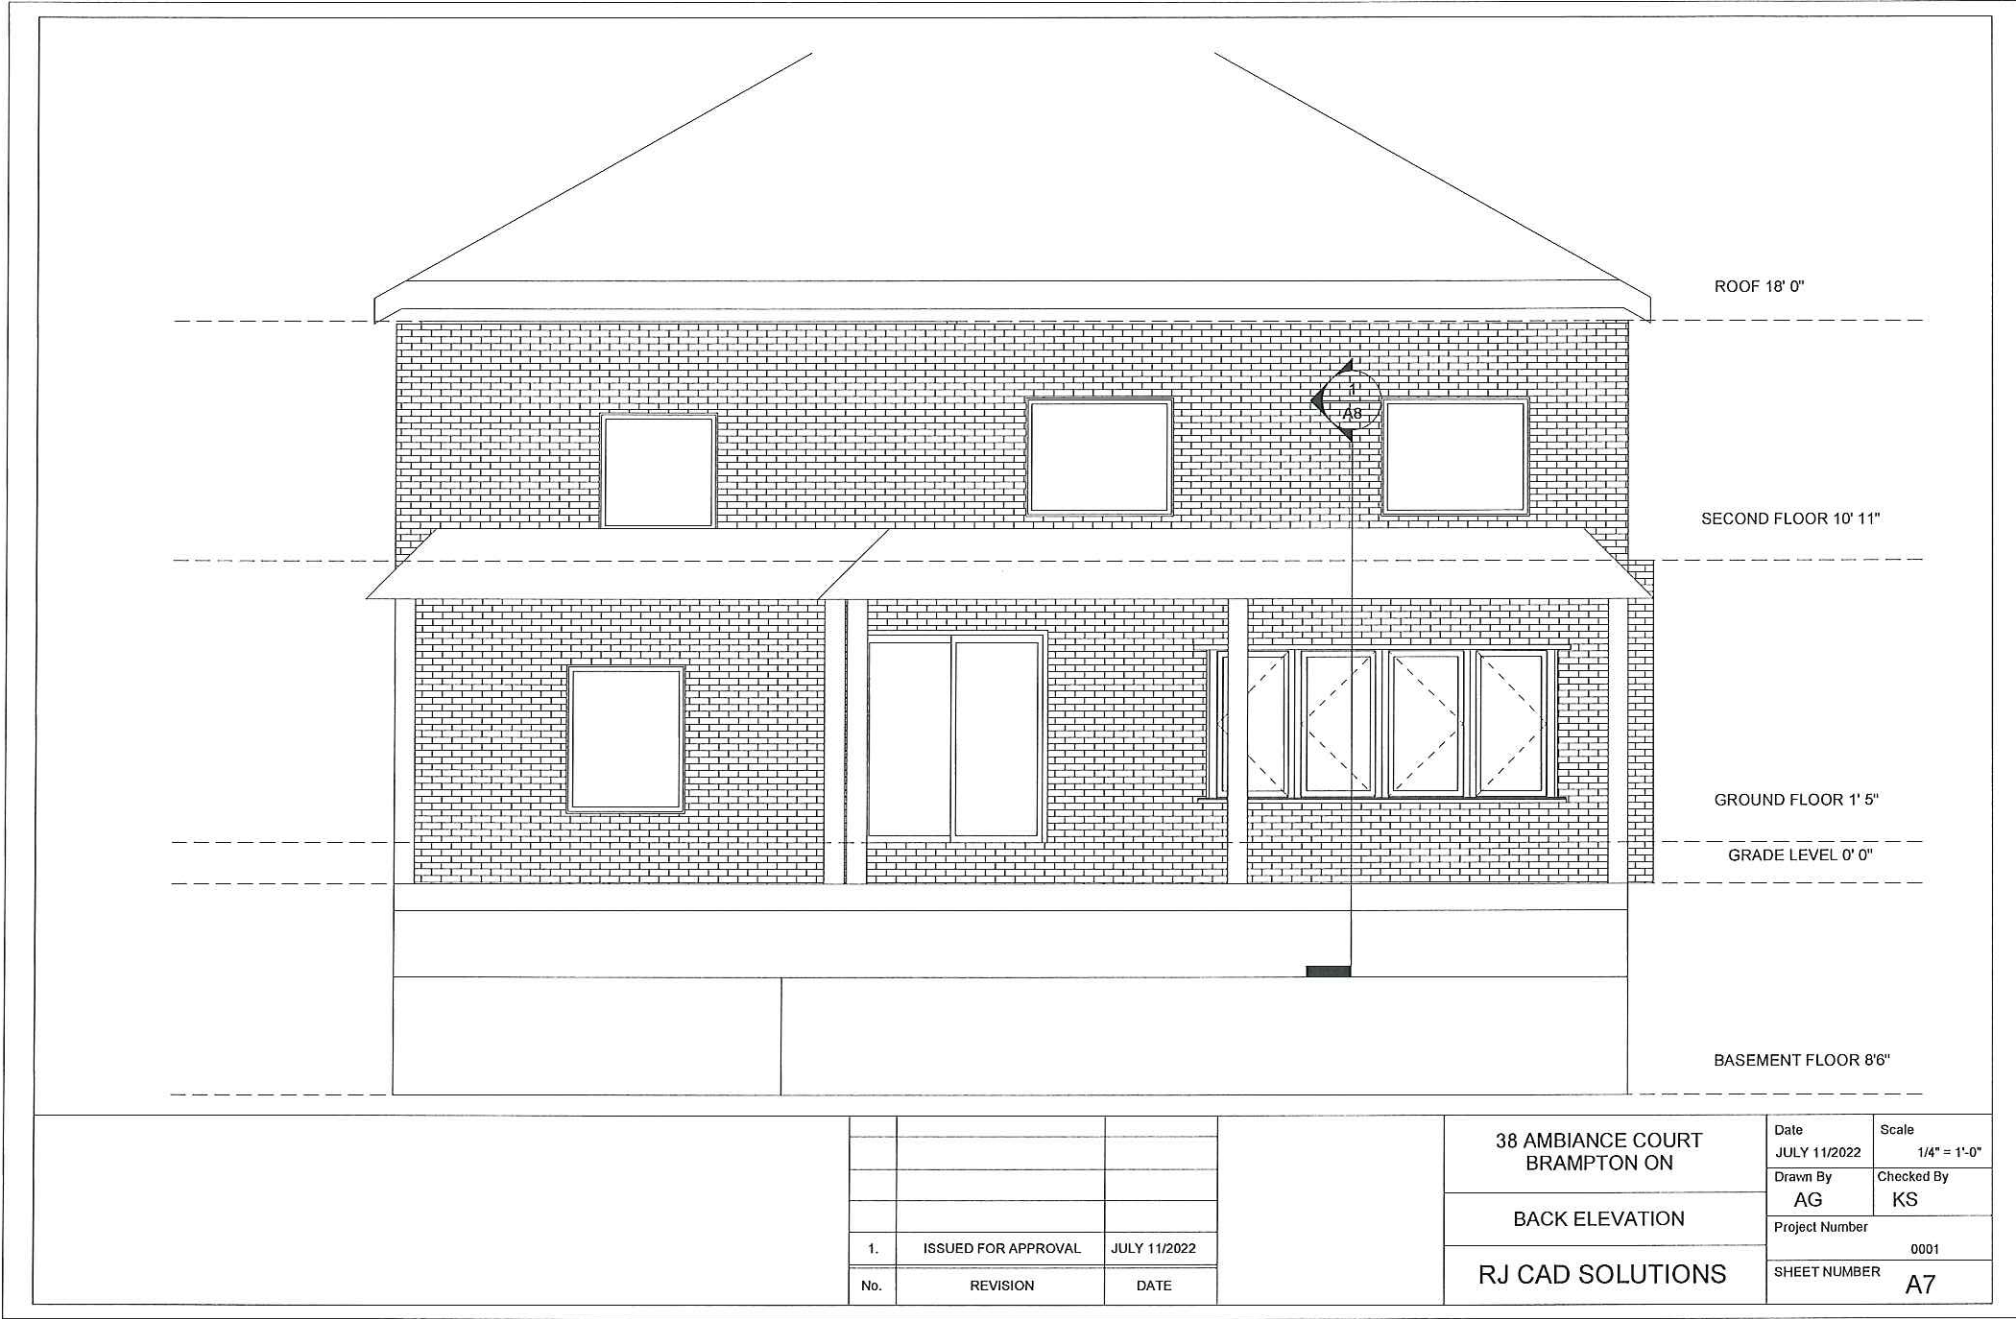 ROOF 18' 0"
1
A8
SECOND FLOOR 10' 11"
GROUND FLOOR 1' 5"
GRADE LEVEL 0' 0"
BASEMENT FLOOR 8'6"
1. ISSUED FOR APPROVAL JULY 11/2022
No. REVISION DATE
38 AMBIANCE COURT
BRAMPTON ON
BACK ELEVATION
RJ CAD SOLUTIONS
Date Scale
JULY 11/2022 1/4" = 1'-0"
Drawn By Checked By
AG KS
Project Number
0001
SHEET NUMBER A7